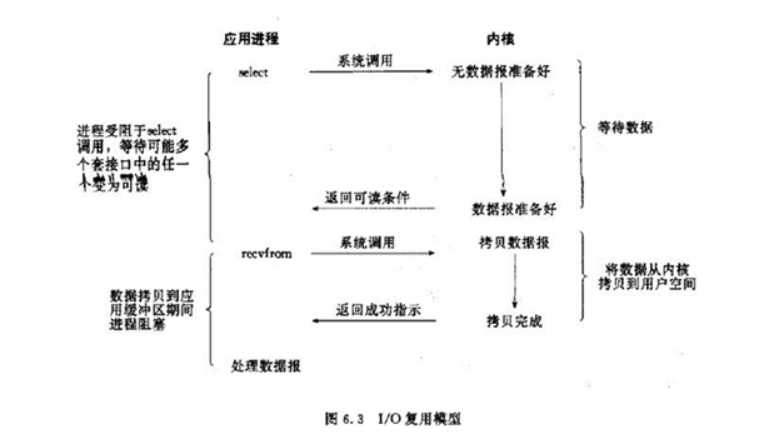 应用进程
内核
select
系统调用
无数据报准备好
进程受阻于select
调用，等待可能多
个套接口中的任一
个变为可读
等待数据
返回可读条件
数据报准备好
recvfrom
系统调用
拷贝数据报
数据拷贝到应
用缓冲区期间
进程阻塞
将数据从内核
拷贝到用户空间
返回成功指示
拷贝完成
处理数据报
图 6.3 I/O 复用模型